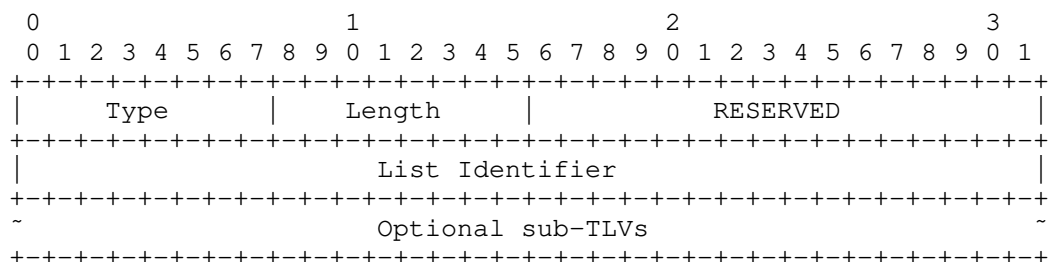 0                   1                   2                   3
 0 1 2 3 4 5 6 7 8 9 0 1 2 3 4 5 6 7 8 9 0 1 2 3 4 5 6 7 8 9 0 1
+-+-+-+-+-+-+-+-+-+-+-+-+-+-+-+-+-+-+-+-+-+-+-+-+-+-+-+-+-+-+-+-+
|     Type      |    Length     |           RESERVED            |
+-+-+-+-+-+-+-+-+-+-+-+-+-+-+-+-+-+-+-+-+-+-+-+-+-+-+-+-+-+-+-+-+
|                      List Identifier                          |
+-+-+-+-+-+-+-+-+-+-+-+-+-+-+-+-+-+-+-+-+-+-+-+-+-+-+-+-+-+-+-+-+
~                      Optional sub-TLVs                        ~
+-+-+-+-+-+-+-+-+-+-+-+-+-+-+-+-+-+-+-+-+-+-+-+-+-+-+-+-+-+-+-+-+